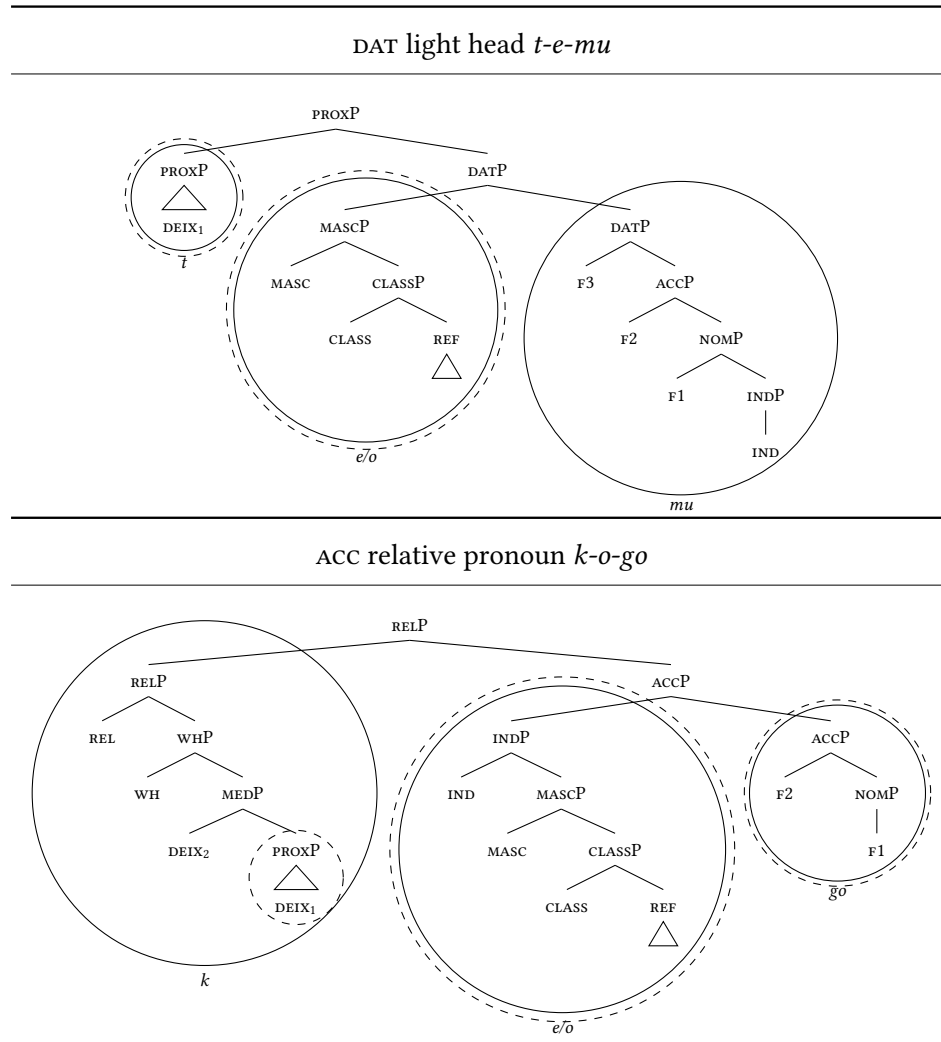 DAT light head t-e-mu
PROXP
PROXP DATP
DEIX₁ MASCP DATP
t
MASC CLASSP F3 ACCP
CLASS REF F2 NOMP
F1 INDP
e/o IND
mu
ACC relative pronoun k-o-go
RELP
RELP ACCP
REL WHP INDP ACCP
WH MEDP IND MASCP F2 NOMP
DEIX₂ PROXP MASC CLASSP F1
go
DEIX₁ CLASS REF
k
e/o